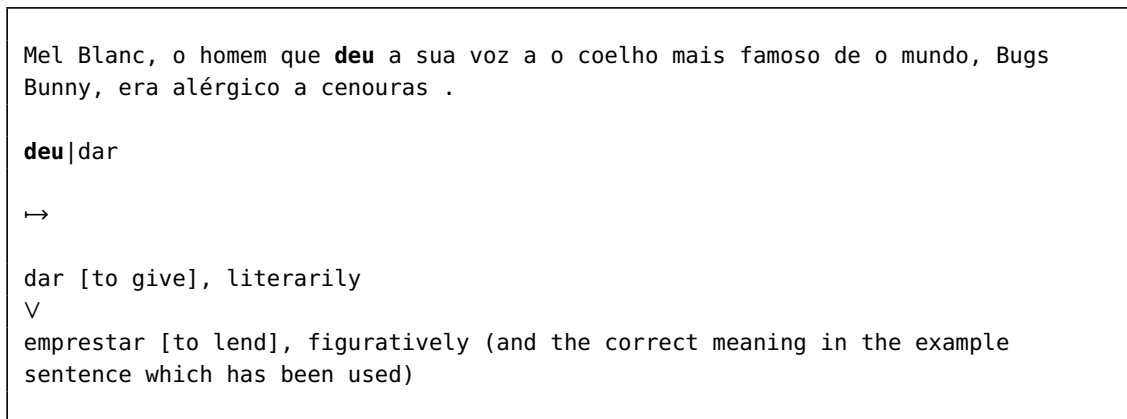 Mel Blanc, o homem que deu a sua voz a o coelho mais famoso de o mundo, Bugs
Bunny, era alérgico a cenouras .
deu|dar
↦
dar [to give], literarily
∨
emprestar [to lend], figuratively (and the correct meaning in the example
sentence which has been used)